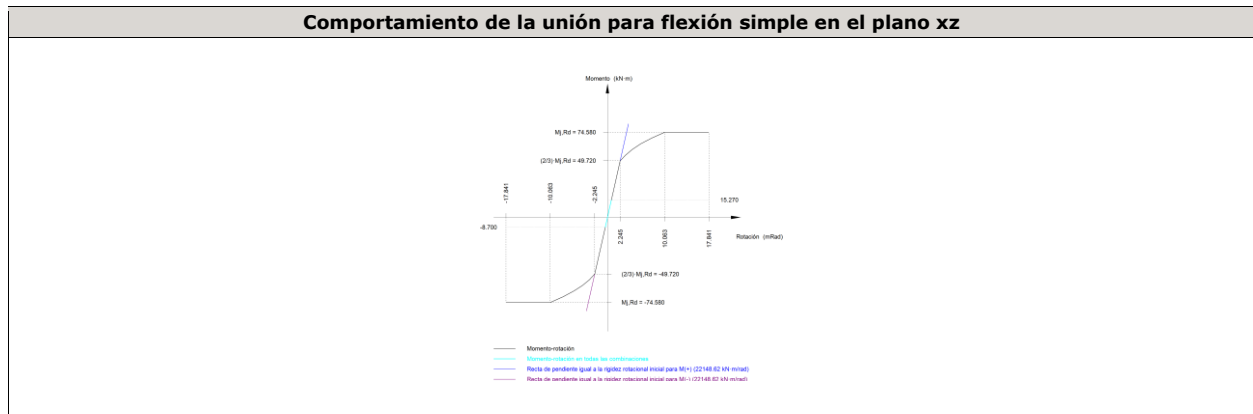 Comportamiento de la unión para flexión simple en el plano xz
Momento (kN·m)
Mj,Rd = 74.580
(2/3)·Mj,Rd = 49.720
-17.841
-10.063
-2.245
15.270
-8.700
2.245
10.063
17.841
Rotación (mRad)
(2/3)·Mj,Rd = -49.720
Mj,Rd = -74.580
Momento-rotación
Momento-rotación en todas las combinaciones
Recta de pendiente igual a la rigidez rotacional inicial para M(+) (22148.62 kN·m/rad)
Recta de pendiente igual a la rigidez rotacional inicial para M(-) (22148.62 kN·m/rad)